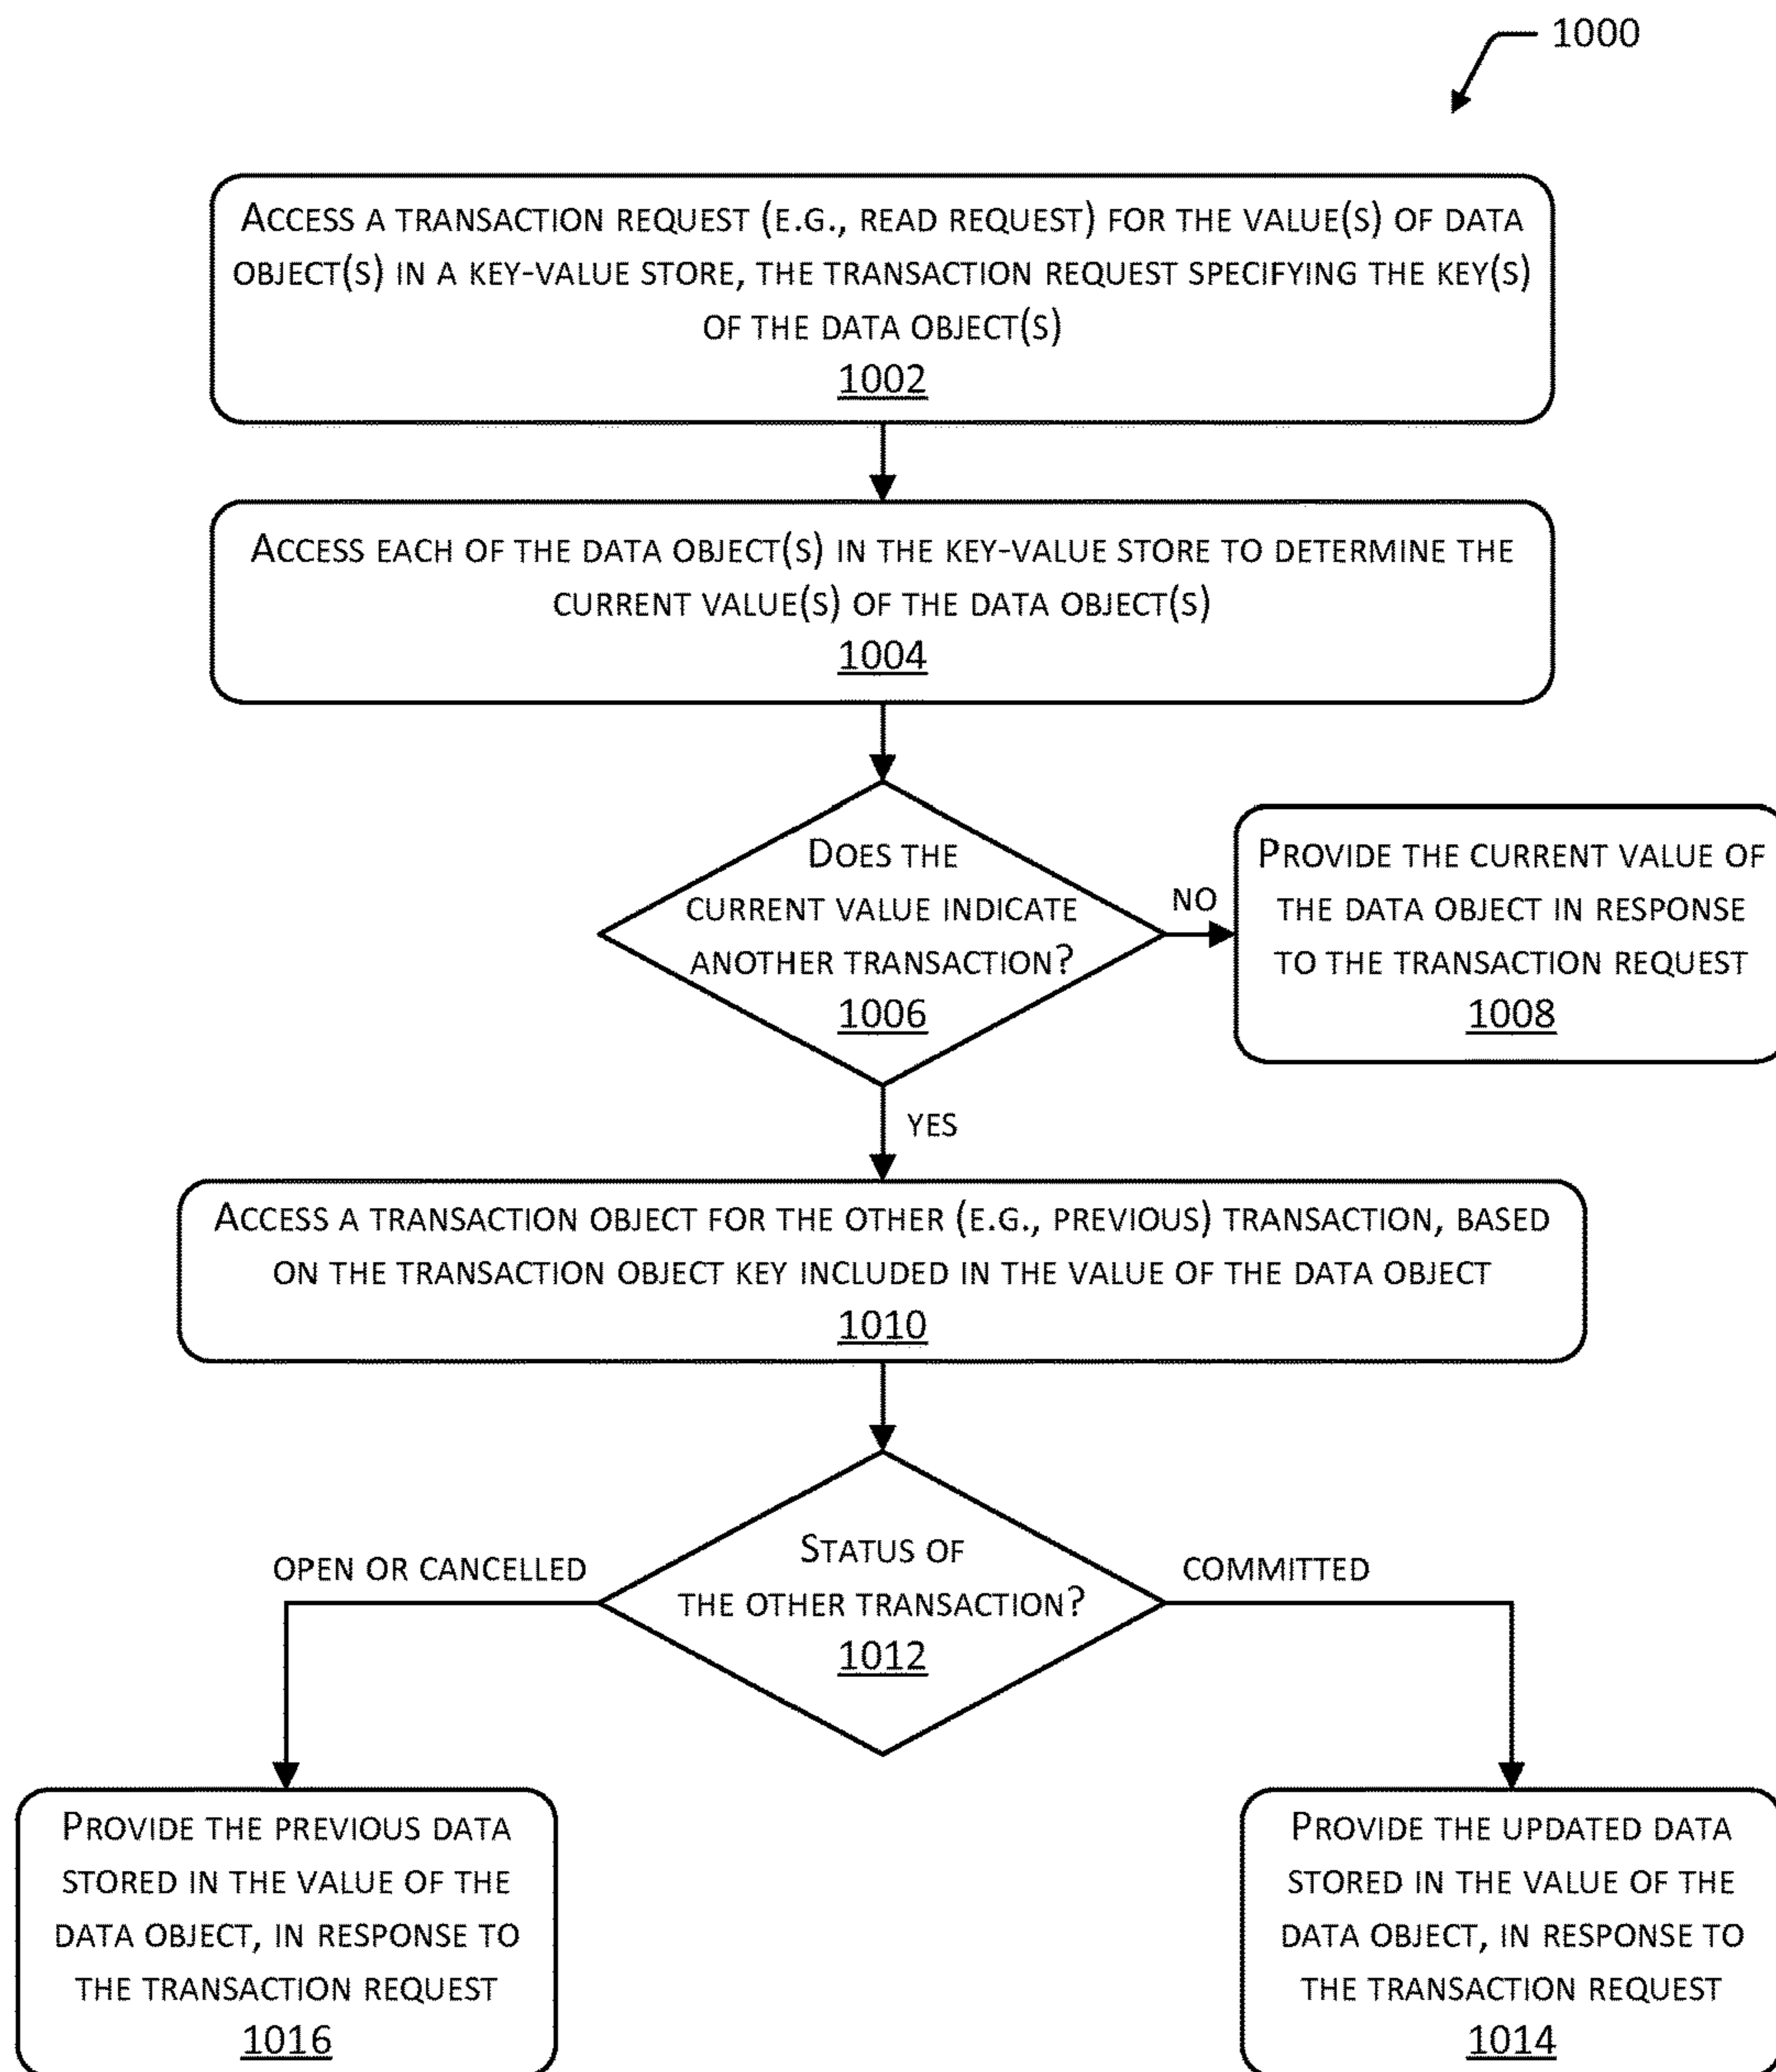 1000
ACCESS A TRANSACTION REQUEST (E.G., READ REQUEST) FOR THE VALUE(S) OF DATA
OBJECT(S) IN A KEY-VALUE STORE, THE TRANSACTION REQUEST SPECIFYING THE KEY(S)
OF THE DATA OBJECT(S)
1002
ACCESS EACH OF THE DATA OBJECT(S) IN THE KEY-VALUE STORE TO DETERMINE THE
CURRENT VALUE(S) OF THE DATA OBJECT(S)
1004
DOES THE
CURRENT VALUE INDICATE
ANOTHER TRANSACTION?
1006
NO
PROVIDE THE CURRENT VALUE OF
THE DATA OBJECT IN RESPONSE
TO THE TRANSACTION REQUEST
1008
YES
ACCESS A TRANSACTION OBJECT FOR THE OTHER (E.G., PREVIOUS) TRANSACTION, BASED
ON THE TRANSACTION OBJECT KEY INCLUDED IN THE VALUE OF THE DATA OBJECT
1010
STATUS OF
THE OTHER TRANSACTION?
1012
OPEN OR CANCELLED
COMMITTED
PROVIDE THE PREVIOUS DATA
STORED IN THE VALUE OF THE
DATA OBJECT, IN RESPONSE TO
THE TRANSACTION REQUEST
1016
PROVIDE THE UPDATED DATA
STORED IN THE VALUE OF THE
DATA OBJECT, IN RESPONSE TO
THE TRANSACTION REQUEST
1014